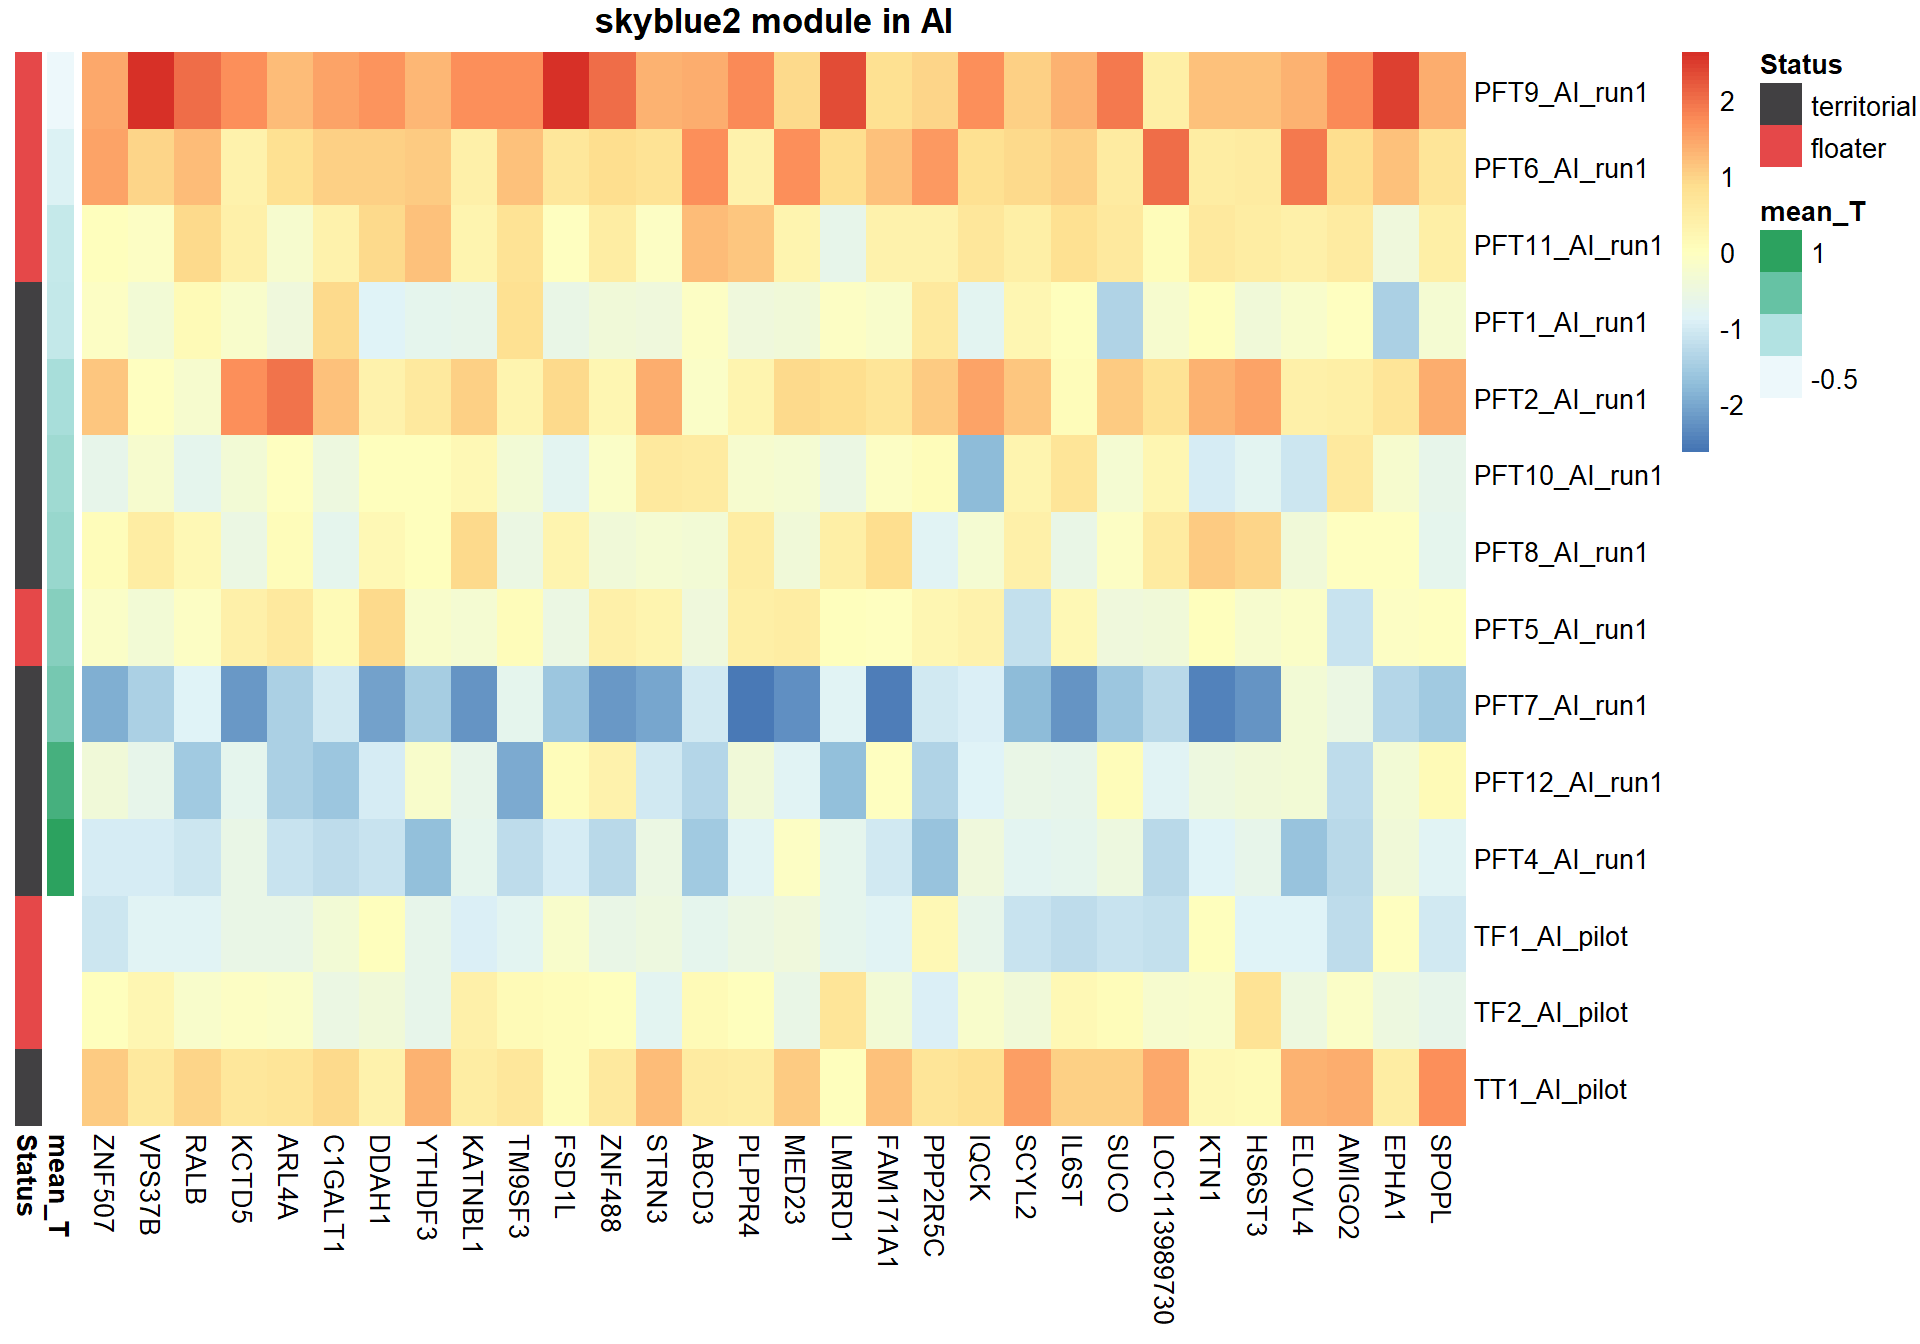 skyblue2 module in AI
PFT9_AI_run1
PFT6_AI_run1
PFT11_AI_run1
PFT1_AI_run1
PFT2_AI_run1
PFT10_AI_run1
PFT8_AI_run1
PFT5_AI_run1
PFT7_AI_run1
PFT12_AI_run1
PFT4_AI_run1
TF1_AI_pilot
TF2_AI_pilot
TT1_AI_pilot
2
1
0
-1
-2
Status
territorial
floater
mean_T
1
-0.5
Status
mean_T
ZNF507
VPS37B
RALB
KCTD5
ARL4A
C1GALT1
DDAH1
YTHDF3
KATNBL1
TM9SF3
FSD1L
ZNF488
STRN3
ABCD3
PLPPR4
MED23
LMBRD1
FAM171A1
PPP2R5C
IQCK
SCYL2
IL6ST
SUCO
LOC113989730
KTN1
HS6ST3
ELOVL4
AMIGO2
EPHA1
SPOPL